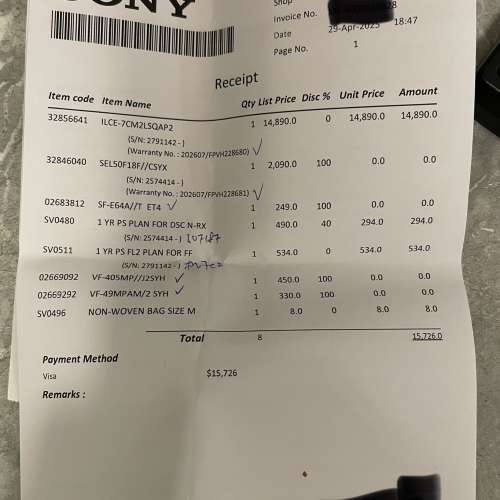 SONY
Shop
Invoice No.
Date 29-Apr-2025 18:47
Page No. 1
Receipt
Item code Item Name Qty List Price Disc % Unit Price Amount
32856641 ILCE-7CM2LSQAP2 1 14,890.0 0 14,890.0 14,890.0
(S/N: 2791142 - )
(Warranty No. : 202607/FPVH228680)
32846040 SEL50F18F//CSYX 1 2,090.0 100 0.0 0.0
(S/N: 2574414 - )
(Warranty No. : 202607/FPVH228681)
02683812 SF-E64A//T ET4 1 249.0 100 0.0 0.0
SV0480 1 YR PS PLAN FOR DSC N-RX 1 490.0 40 294.0 294.0
(S/N: 2574414 - )
SV0511 1 YR PS FL2 PLAN FOR FF 1 534.0 0 534.0 534.0
(S/N: 2791142 - )
02669092 VF-405MP//J2SYH 1 450.0 100 0.0 0.0
02669292 VF-49MPAM/2 SYH 1 330.0 100 0.0 0.0
SV0496 NON-WOVEN BAG SIZE M 1 8.0 0 8.0 8.0
Total 8 15,726.0
Payment Method
Visa $15,726
Remarks :